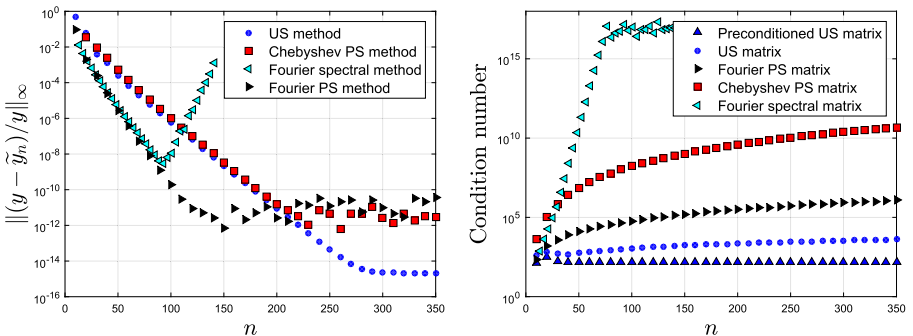 10^0
10^-2
10^-4
10^-6
10^-8
10^-10
10^-12
10^-14
10^-16
‖(y − ỹ_n)/y‖_∞
US method
Chebyshev PS method
Fourier spectral method
Fourier PS method
0 50 100 150 200 250 300 350
n
10^15
10^10
10^5
10^0
Condition number
Preconditioned US matrix
US matrix
Fourier PS matrix
Chebyshev PS matrix
Fourier spectral matrix
0 50 100 150 200 250 300 350
n